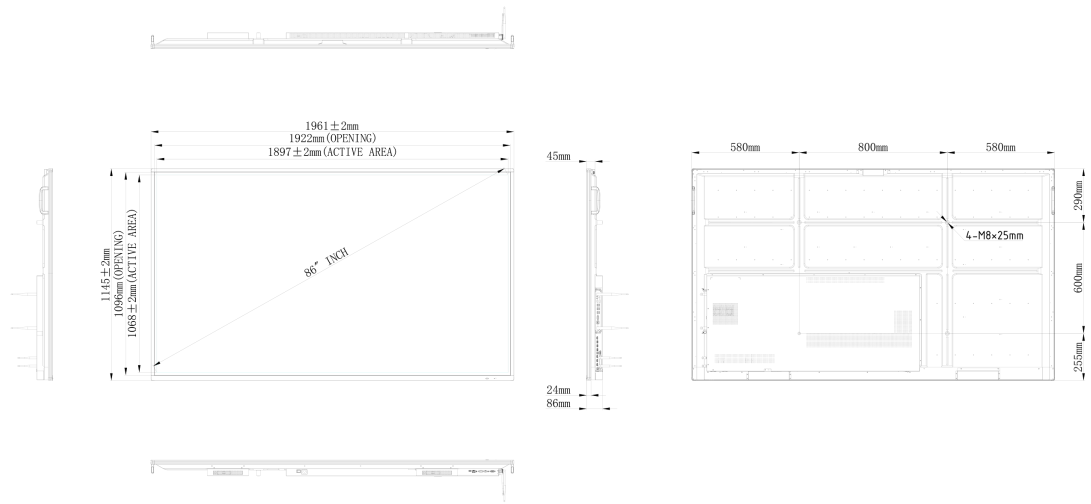 1961±2mm
1922mm(OPENING)
1897±2mm(ACTIVE AREA)
1145±2mm
1096mm(OPENING)
1068±2mm(ACTIVE AREA)
86″ INCH
45mm
24mm
86mm
580mm
800mm
580mm
290mm
4-M8×25mm
600mm
255mm